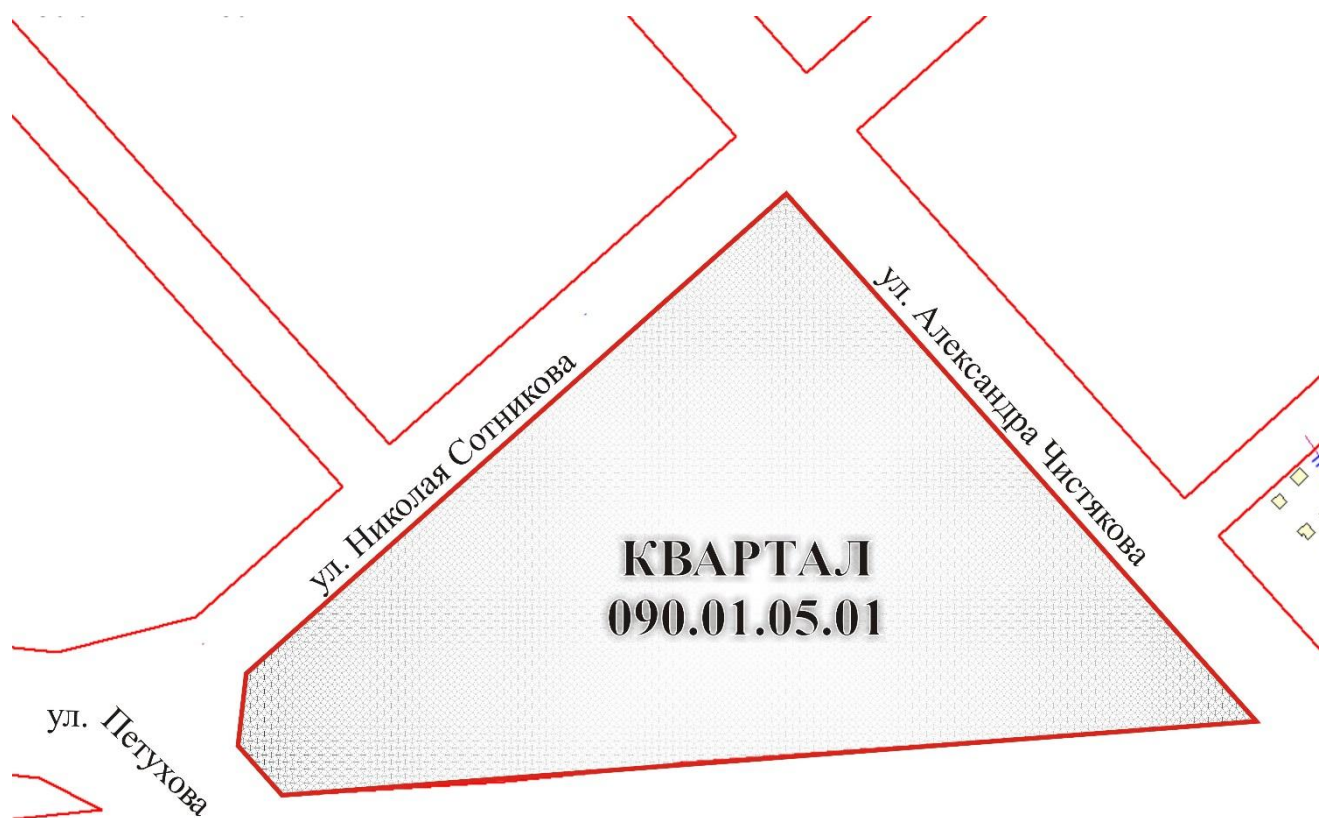 ул. Николая Сотникова
ул. Александра Чистякова
КВАРТАЛ
090.01.05.01
ул. Петухова